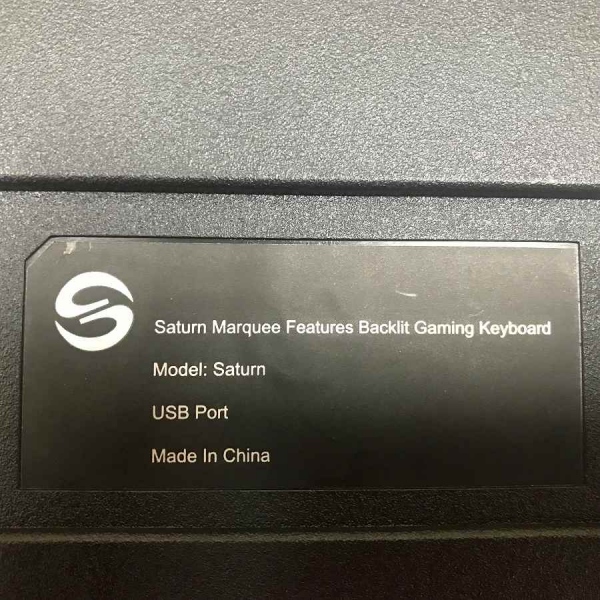 Saturn Marquee Features Backlit Gaming Keyboard
Model: Saturn
USB Port
Made In China